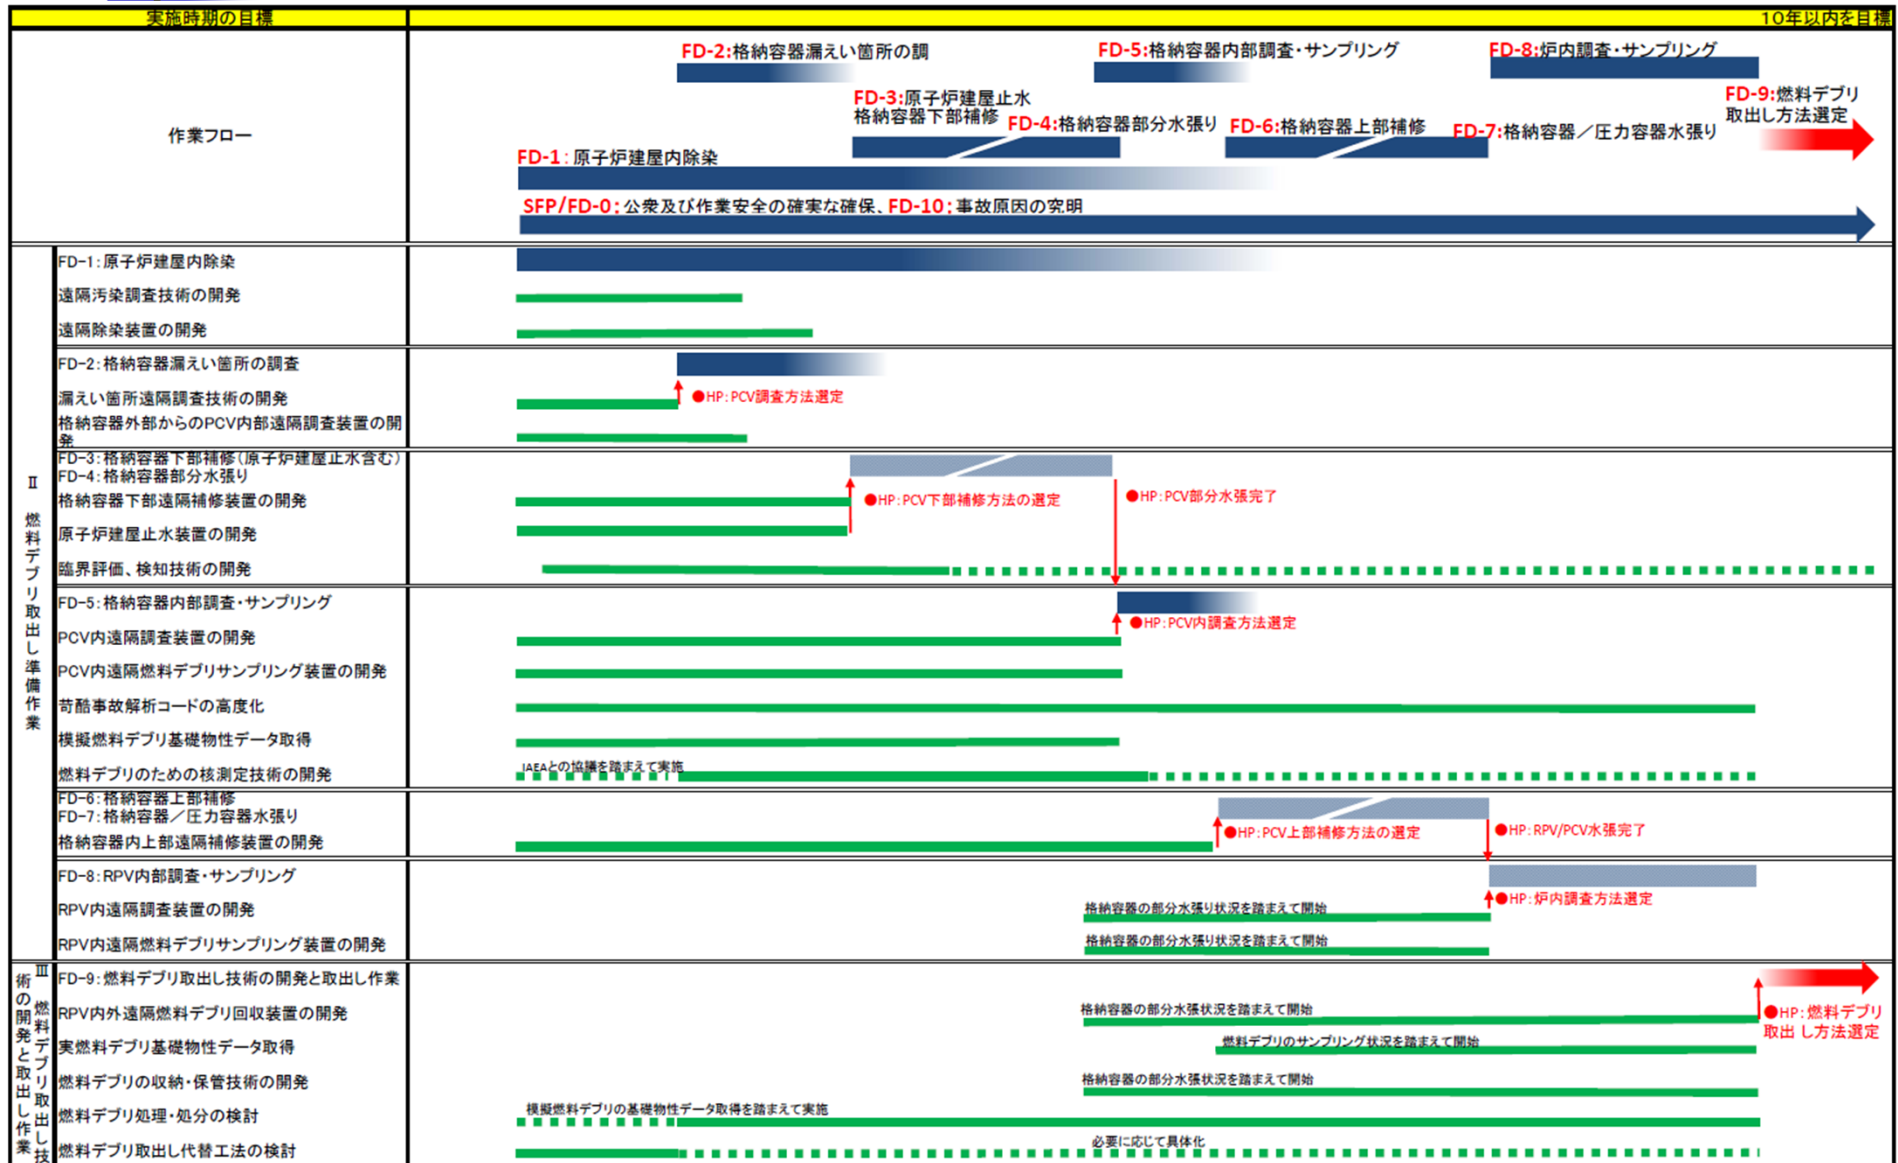 実施時期の目標
10年以内を目標
作業フロー
FD-2:格納容器漏えい箇所の調
FD-5:格納容器内部調査・サンプリング
FD-8:炉内調査・サンプリング
FD-3:原子炉建屋止水
格納容器下部補修
FD-4:格納容器部分水張り
FD-6:格納容器上部補修
FD-7:格納容器／圧力容器水張り
FD-9:燃料デブリ
取出し方法選定
FD-1：原子炉建屋内除染
SFP/FD-0：公衆及び作業安全の確実な確保、FD-10：事故原因の究明
Ⅱ 燃料デブリ取出し準備作業
FD-1：原子炉建屋内除染
遠隔汚染調査技術の開発
遠隔除染装置の開発
FD-2：格納容器漏えい箇所の調査
漏えい箇所遠隔調査技術の開発
●HP：PCV調査方法選定
格納容器外部からのPCV内部遠隔調査装置の開
発
FD-3：格納容器下部補修（原子炉建屋止水含む）
FD-4：格納容器部分水張り
格納容器下部遠隔補修装置の開発
●HP：PCV下部補修方法の選定
●HP：PCV部分水張完了
原子炉建屋止水装置の開発
臨界評価、検知技術の開発
FD-5：格納容器内部調査・サンプリング
●HP：PCV内調査方法選定
PCV内遠隔調査装置の開発
PCV内遠隔燃料デブリサンプリング装置の開発
苛酷事故解析コードの高度化
模擬燃料デブリ基礎物性データ取得
燃料デブリのための核測定技術の開発
IAEAとの協議を踏まえて実施
FD-6：格納容器上部補修
FD-7：格納容器／圧力容器水張り
格納容器内上部遠隔補修装置の開発
●HP：PCV上部補修方法の選定
●HP：RPV/PCV水張完了
FD-8：RPV内部調査・サンプリング
●HP：炉内調査方法選定
RPV内遠隔調査装置の開発
格納容器の部分水張り状況を踏まえて開始
RPV内遠隔燃料デブリサンプリング装置の開発
格納容器の部分水張り状況を踏まえて開始
Ⅲ 燃料デブリ取出し技
術の開発と取出し作業
FD-9：燃料デブリ取出し技術の開発と取出し作業
RPV内外遠隔燃料デブリ回収装置の開発
格納容器の部分水張状況を踏まえて開始
●HP：燃料デブリ
取出し方法選定
実燃料デブリ基礎物性データ取得
燃料デブリのサンプリング状況を踏まえて開始
燃料デブリの収納・保管技術の開発
格納容器の部分水張状況を踏まえて開始
燃料デブリ処理・処分の検討
模擬燃料デブリの基礎物性データ取得を踏まえて実施
燃料デブリ取出し代替工法の検討
必要に応じて具体化